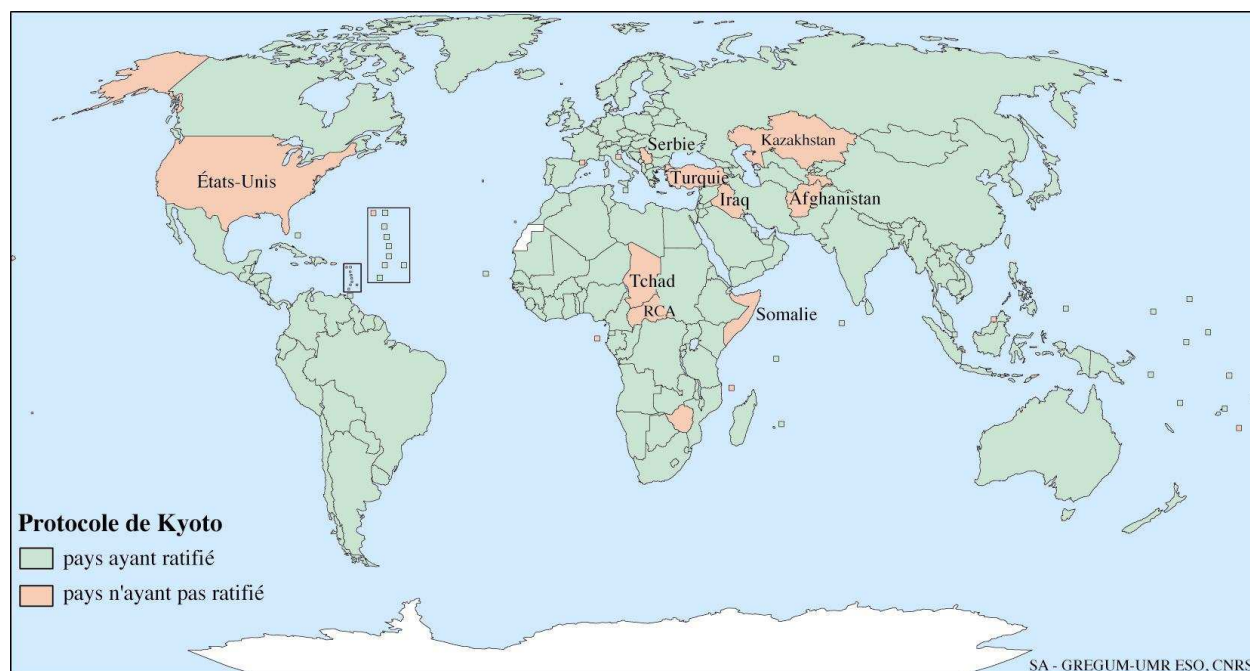 Kazakhstan
Serbie
États-Unis
Turquie
Iraq
Afghanistan
Tchad
RCA
Somalie
Protocole de Kyoto
pays ayant ratifié
pays n'ayant pas ratifié
SA - GREGUM-UMR ESO, CNRS